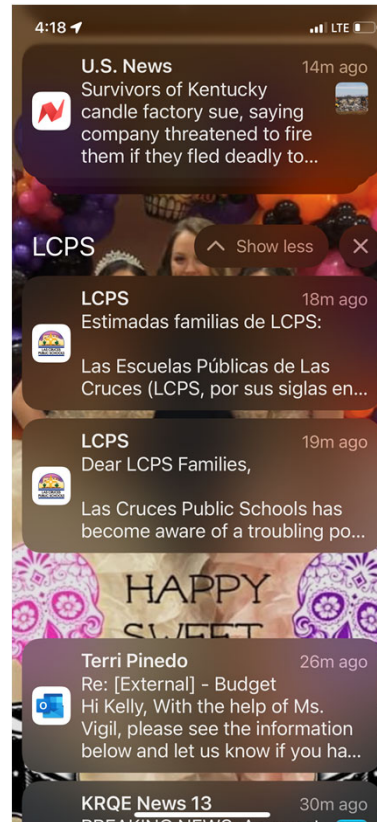 4:18
LTE
U.S. News
14m ago
Survivors of Kentucky
candle factory sue, saying
company threatened to fire
them if they fled deadly to...
LCPS
Show less
LCPS
18m ago
Estimadas familias de LCPS:
Las Escuelas Públicas de Las
Cruces (LCPS, por sus siglas en...
LCPS
19m ago
Dear LCPS Families,
Las Cruces Public Schools has
become aware of a troubling po...
HAPPY
SWEET
Terri Pinedo
26m ago
Re: [External] - Budget
Hi Kelly, With the help of Ms.
Vigil, please see the information
below and let us know if you ha...
KRQE News 13
30m ago
BREAKING NEWS: